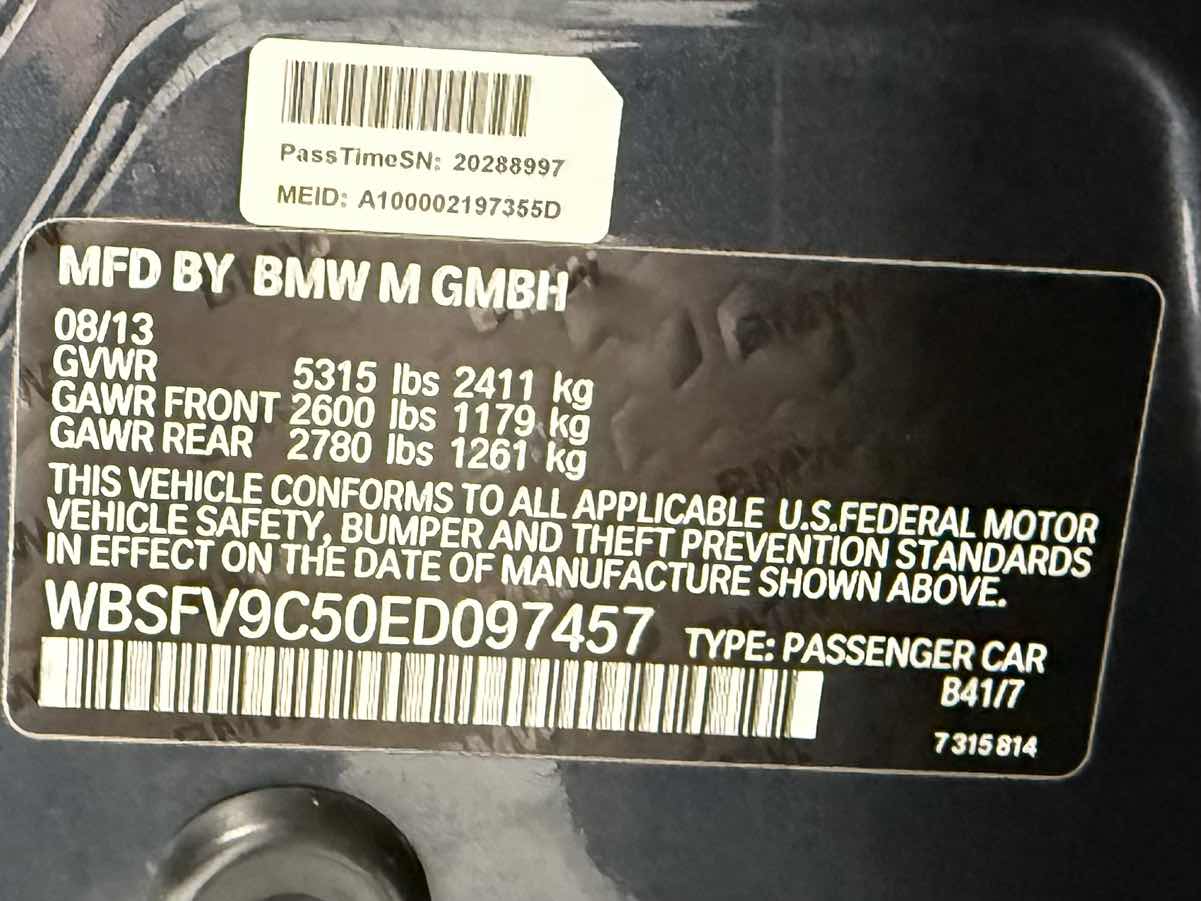 PassTimeSN: 20288997
MEID: A100002197355D
MFD BY BMW M GMBH
08/13
GVWR 5315 lbs 2411 kg
GAWR FRONT 2600 lbs 1179 kg
GAWR REAR 2780 lbs 1261 kg
THIS VEHICLE CONFORMS TO ALL APPLICABLE U.S.FEDERAL MOTOR
VEHICLE SAFETY, BUMPER AND THEFT PREVENTION STANDARDS
IN EFFECT ON THE DATE OF MANUFACTURE SHOWN ABOVE.
WBSFV9C50ED097457 TYPE: PASSENGER CAR
B41/7
7 315 814